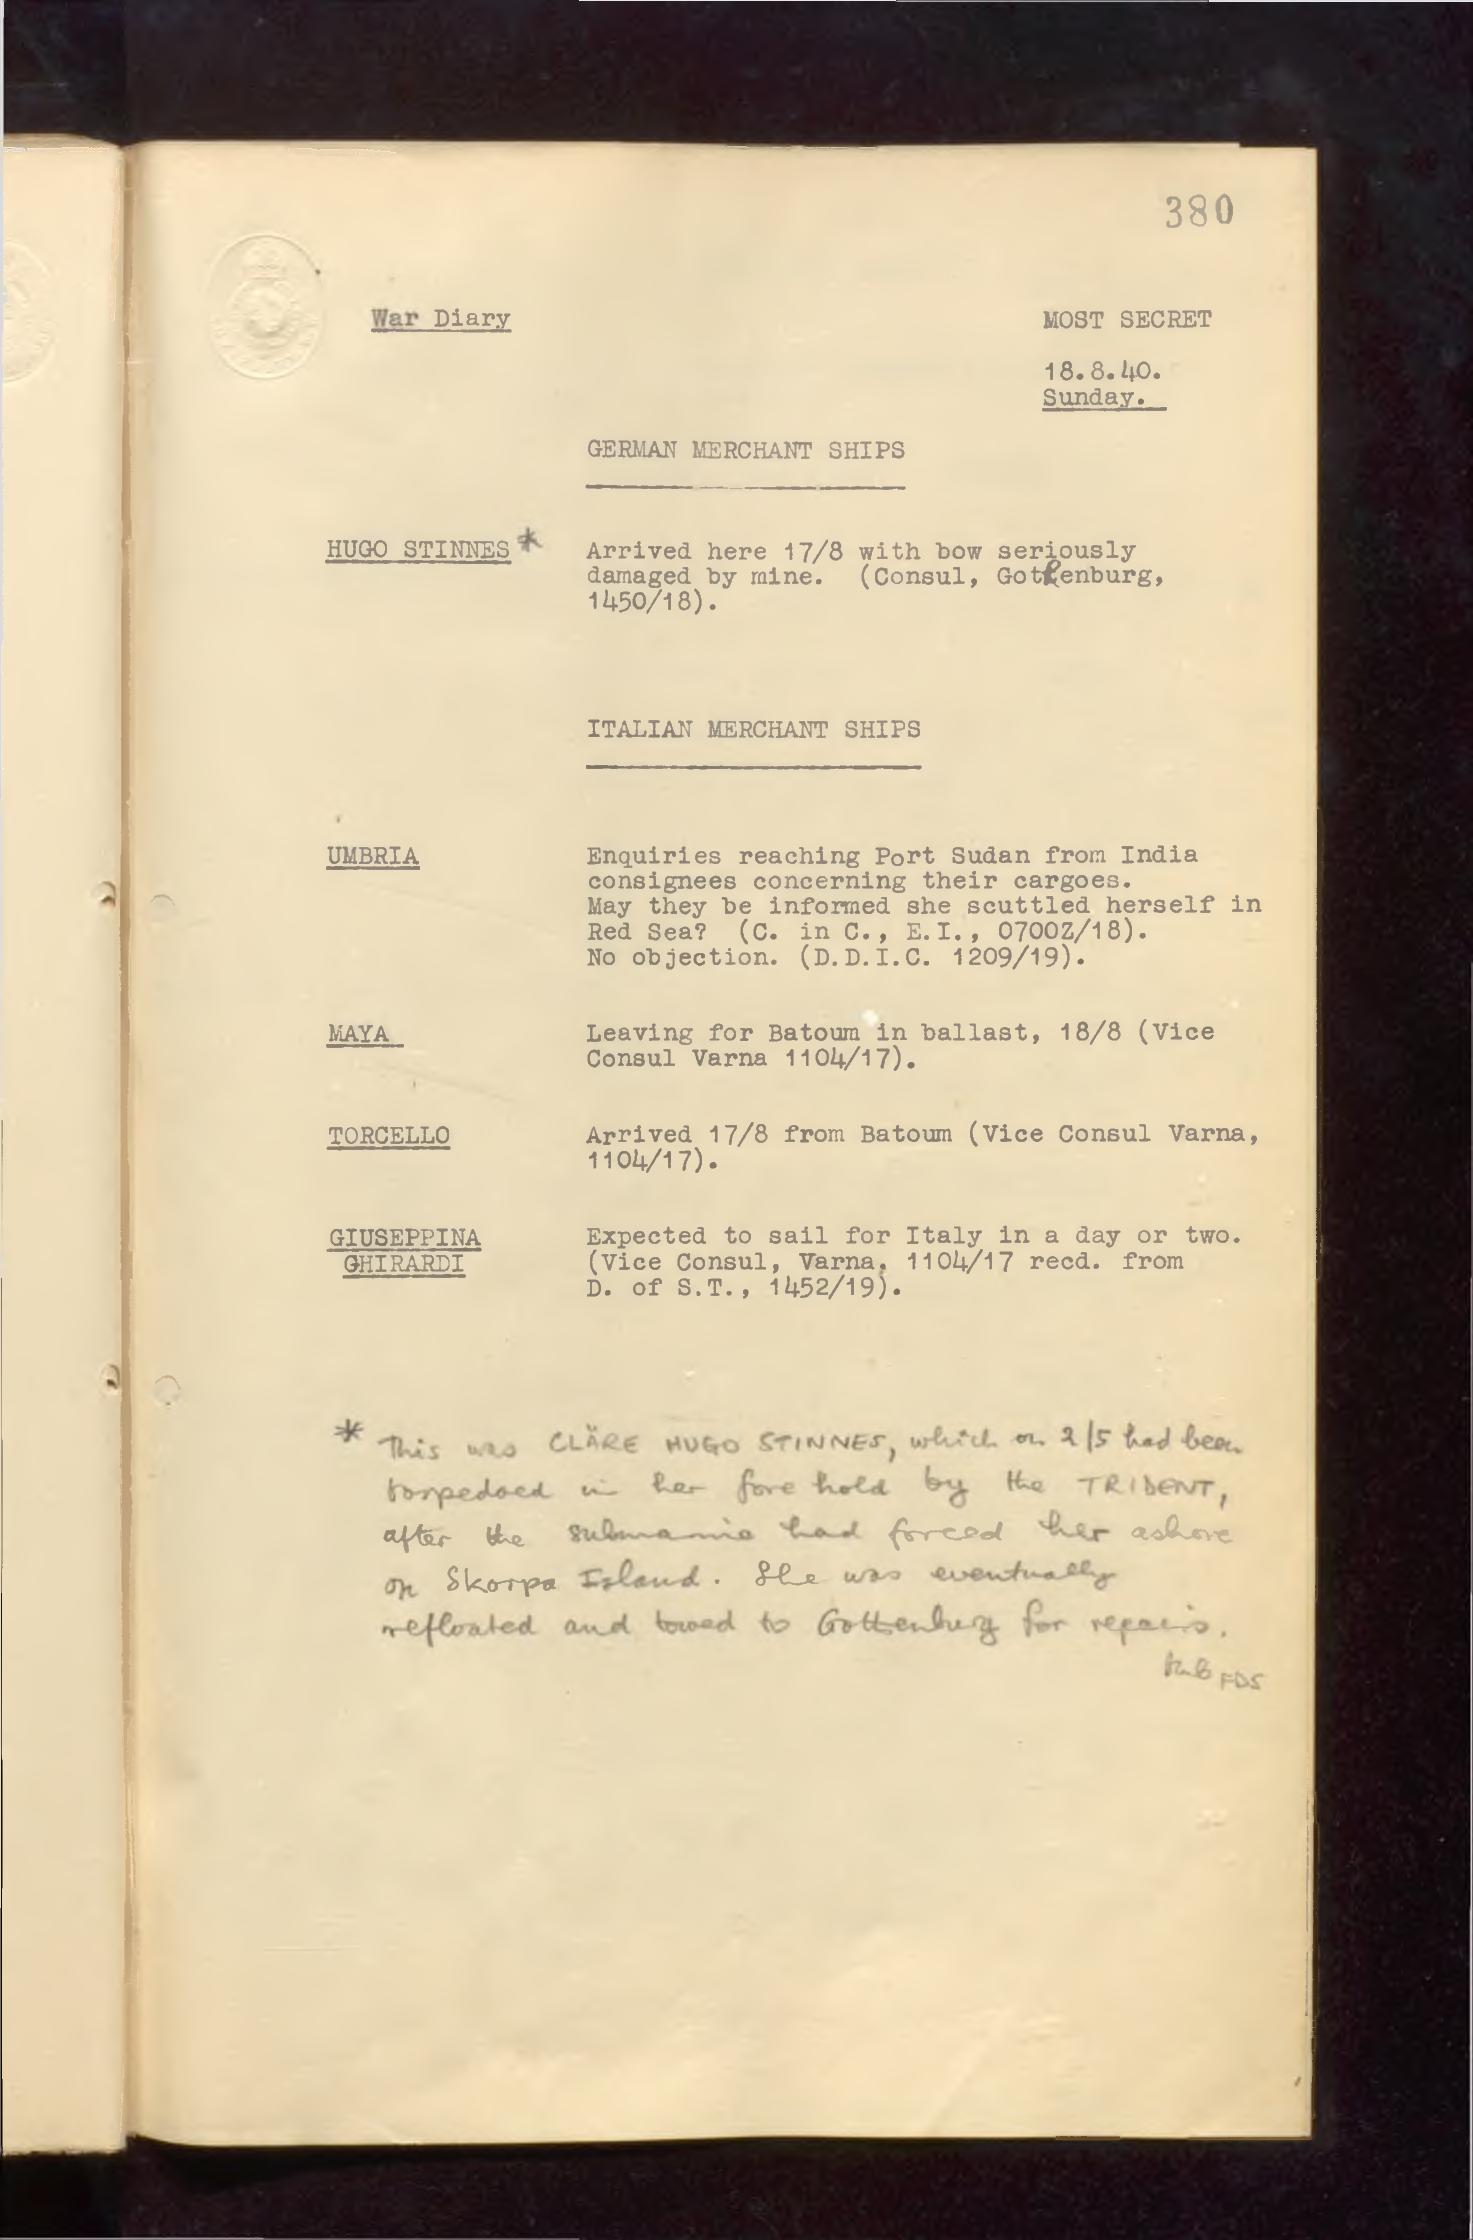 380
War Diary
MOST SECRET
18.8.40.
Sunday.
GERMAN MERCHANT SHIPS
HUGO STINNES *
Arrived here 17/8 with bow seriously
damaged by mine. (Consul, Gothenburg,
1450/18).
ITALIAN MERCHANT SHIPS
UMBRIA
Enquiries reaching Port Sudan from India
consignees concerning their cargoes.
May they be informed she scuttled herself in
Red Sea? (C. in C., E.I., 0700Z/18).
No objection. (D.D.I.C. 1209/19).
MAYA
Leaving for Batoum in ballast, 18/8 (Vice
Consul Varna 1104/17).
TORCELLO
Arrived 17/8 from Batoum (Vice Consul Varna,
1104/17).
GIUSEPPINA
GHIRARDI
Expected to sail for Italy in a day or two.
(Vice Consul, Varna, 1104/17 recd. from
D. of S.T., 1452/19).
* This was CLÄRE HUGO STINNES, which on 2/5 had been
torpedoed in her fore hold by the TRIDENT,
after the submarine had forced her ashore
on Skorpa Island. She was eventually
refloated and towed to Gottenburg for repairs.
FDS